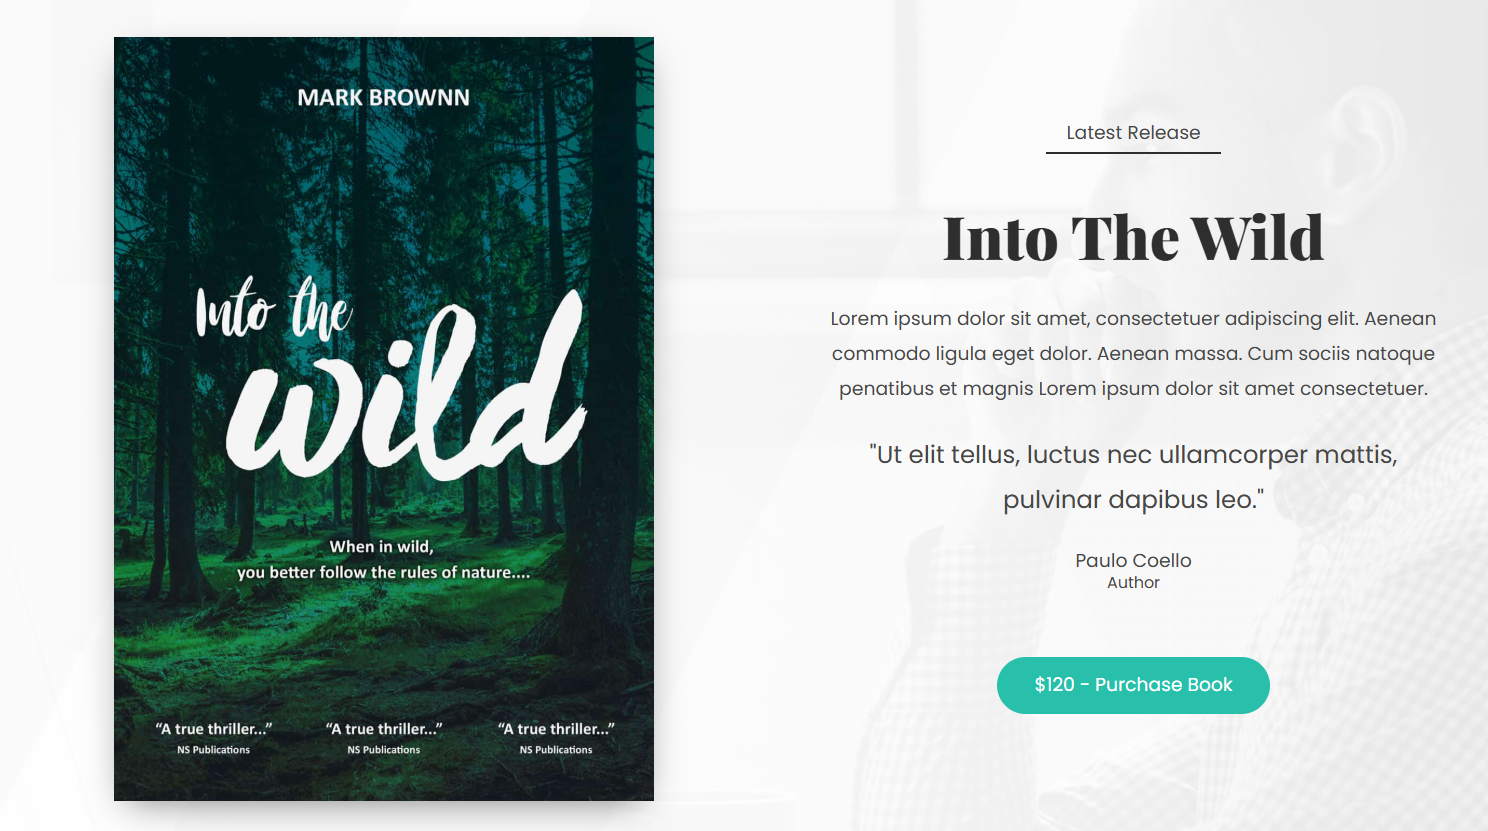 MARK BROWNN
Into the
wild
When in wild,
you better follow the rules of nature....
“A true thriller...” “A true thriller...” “A true thriller...”
NS Publications NS Publications NS Publications
Latest Release
Into The Wild
Lorem ipsum dolor sit amet, consectetuer adipiscing elit. Aenean
commodo ligula eget dolor. Aenean massa. Cum sociis natoque
penatibus et magnis Lorem ipsum dolor sit amet consectetuer.
"Ut elit tellus, luctus nec ullamcorper mattis,
pulvinar dapibus leo."
Paulo Coello
Author
$120 - Purchase Book